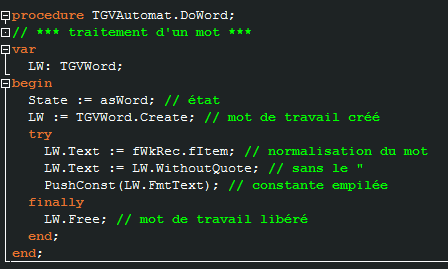 procedure TGVAutomat.DoWord;
// *** traitement d'un mot ***
var
LW: TGVWord;
begin
State := asWord; // état
LW := TGVWord.Create; // mot de travail créé
try
LW.Text := fWkRec.fItem; // normalisation du mot
LW.Text := LW.WithoutQuote; // sans le "
PushConst(LW.FmtText); // constante empilée
finally
LW.Free; // mot de travail libéré
end;
end;